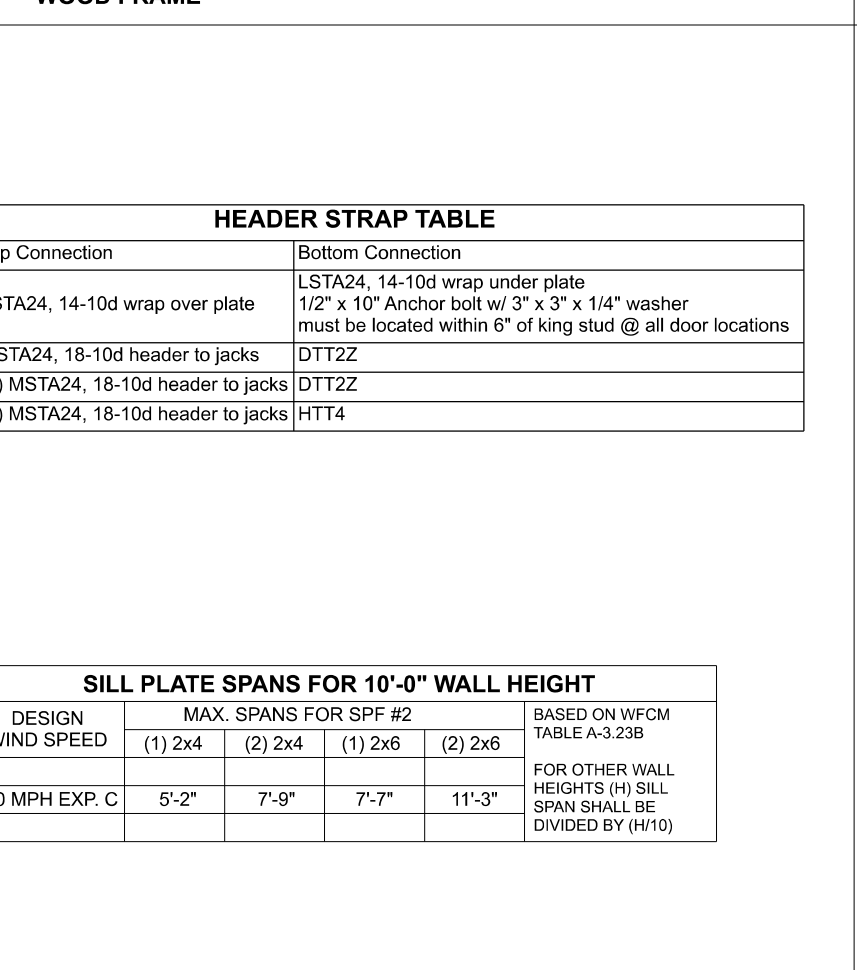 WOOD FRAME
HEADER STRAP TABLE
p Connection
Bottom Connection
STA24, 14-10d wrap over plate
LSTA24, 14-10d wrap under plate
1/2" x 10" Anchor bolt w/ 3" x 3" x 1/4" washer
must be located within 6" of king stud @ all door locations
STA24, 18-10d header to jacks
DTT2Z
) MSTA24, 18-10d header to jacks
DTT2Z
) MSTA24, 18-10d header to jacks
HTT4
SILL PLATE SPANS FOR 10'-0" WALL HEIGHT
DESIGN
WIND SPEED
MAX. SPANS FOR SPF #2
(1) 2x4
(2) 2x4
(1) 2x6
(2) 2x6
0 MPH EXP. C
5'-2"
7'-9"
7'-7"
11'-3"
BASED ON WFCM
TABLE A-3.23B
FOR OTHER WALL
HEIGHTS (H) SILL
SPAN SHALL BE
DIVIDED BY (H/10)